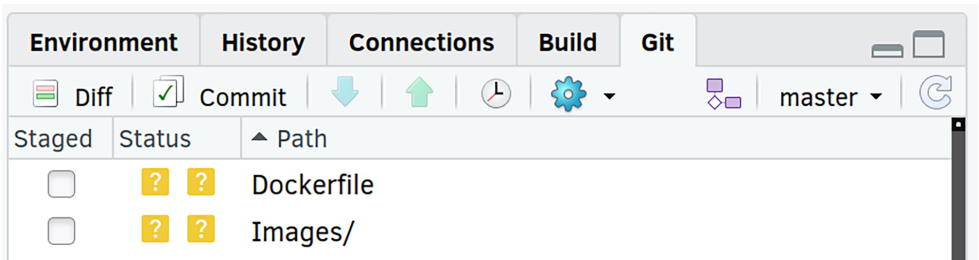 Environment History Connections Build Git
Diff Commit master
Staged Status Path
? ? Dockerfile
? ? Images/